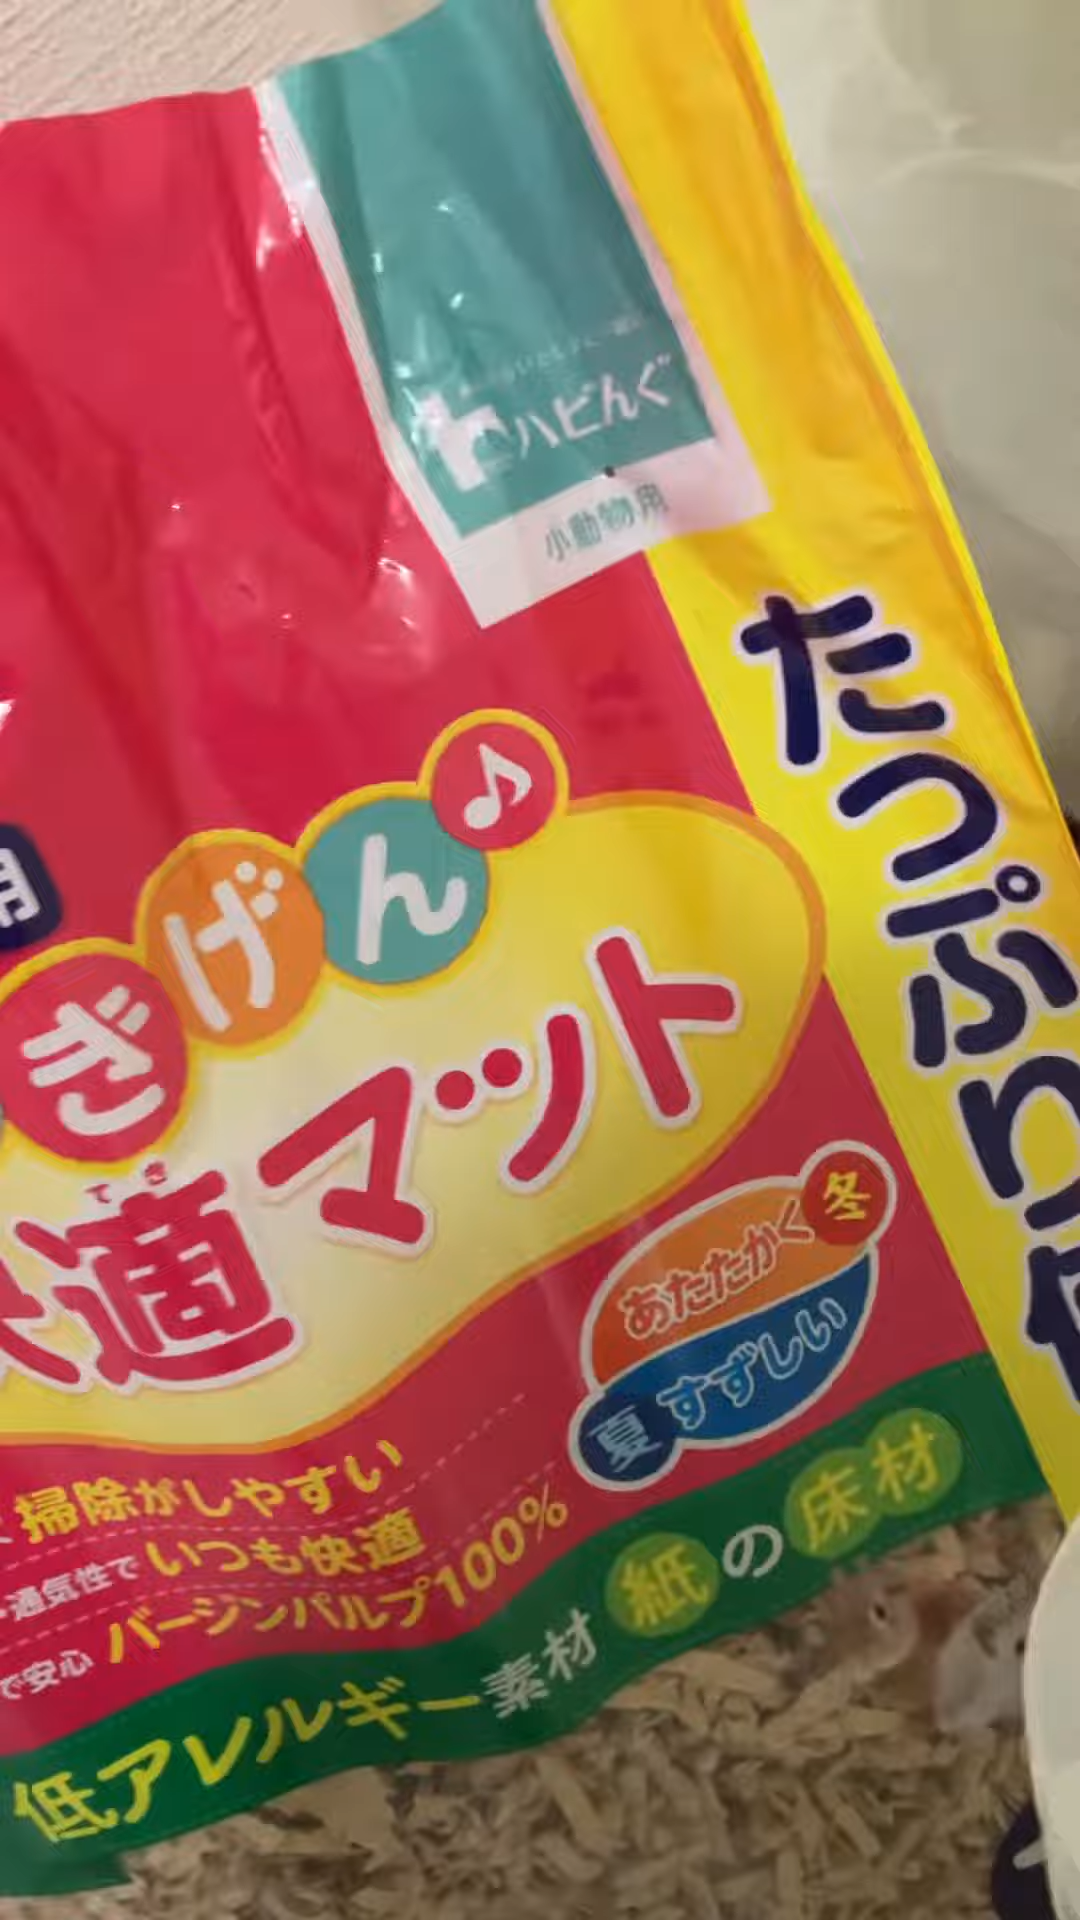 ハビんぐ
小動物用
たっぷり
用
ぎげん♪
てき
適マット
あたたかく 冬
夏 すずしい
掃除がしやすい
通気性で いつも快適
で安心 バージンパルプ100%
低アレルギー素材 紙の床材